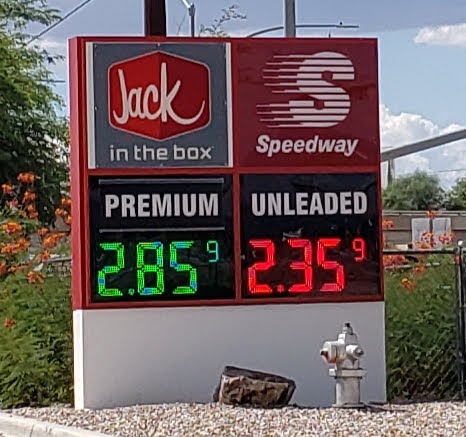 Jack
in the box
S
Speedway
PREMIUM
UNLEADED
2.85 9
2.35 9